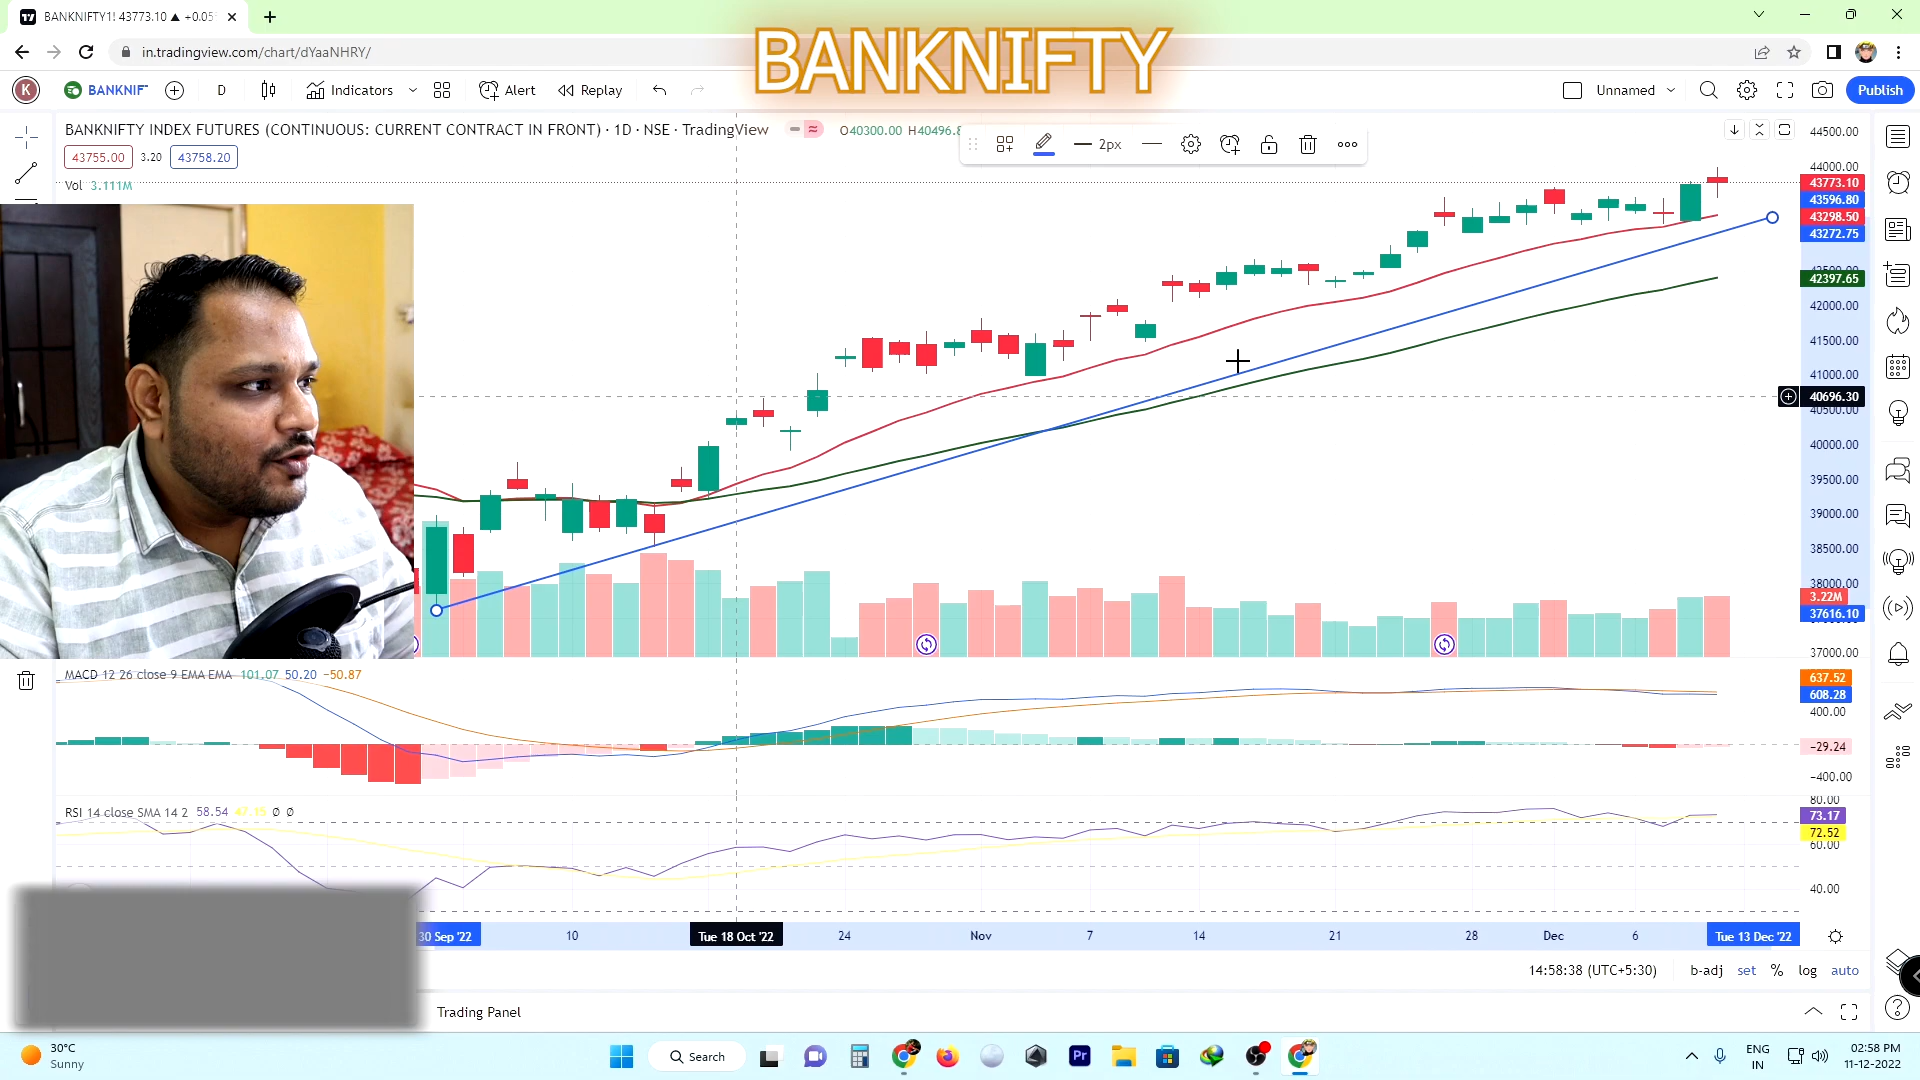 BANKNIFTY1! 43773.10 ▲ +0.05
in.tradingview.com/chart/dYaaNHRY/
BANKNIFTY
K
BANKNIF
D
Indicators
Alert
Replay
Unnamed
Publish
BANKNIFTY INDEX FUTURES (CONTINUOUS: CURRENT CONTRACT IN FRONT) · 1D · NSE · TradingView
O40300.00 H40496.8
2px
43755.00 3.20 43758.20
Vol 3.111M
44500.00
44000.00
43773.10
43596.80
43298.50
43272.75
42397.65
42000.00
41500.00
41000.00
40696.30
40500.00
40000.00
39500.00
39000.00
38500.00
38000.00
3.22M
37616.10
37000.00
MACD 12 26 close 9 EMA EMA 101.07 50.20 −50.87
637.52
608.28
400.00
−29.24
−400.00
RSI 14 close SMA 14 2 58.54 47.15 Ø Ø
80.00
73.17
72.52
60.00
40.00
30 Sep '22
10
Tue 18 Oct '22
24
Nov
7
14
21
28
Dec
6
Tue 13 Dec '22
14:58:38 (UTC+5:30)
b-adj
set
%
log
auto
Trading Panel
30°C
Sunny
Search
Pr
ENG
IN
02:58 PM
11-12-2022